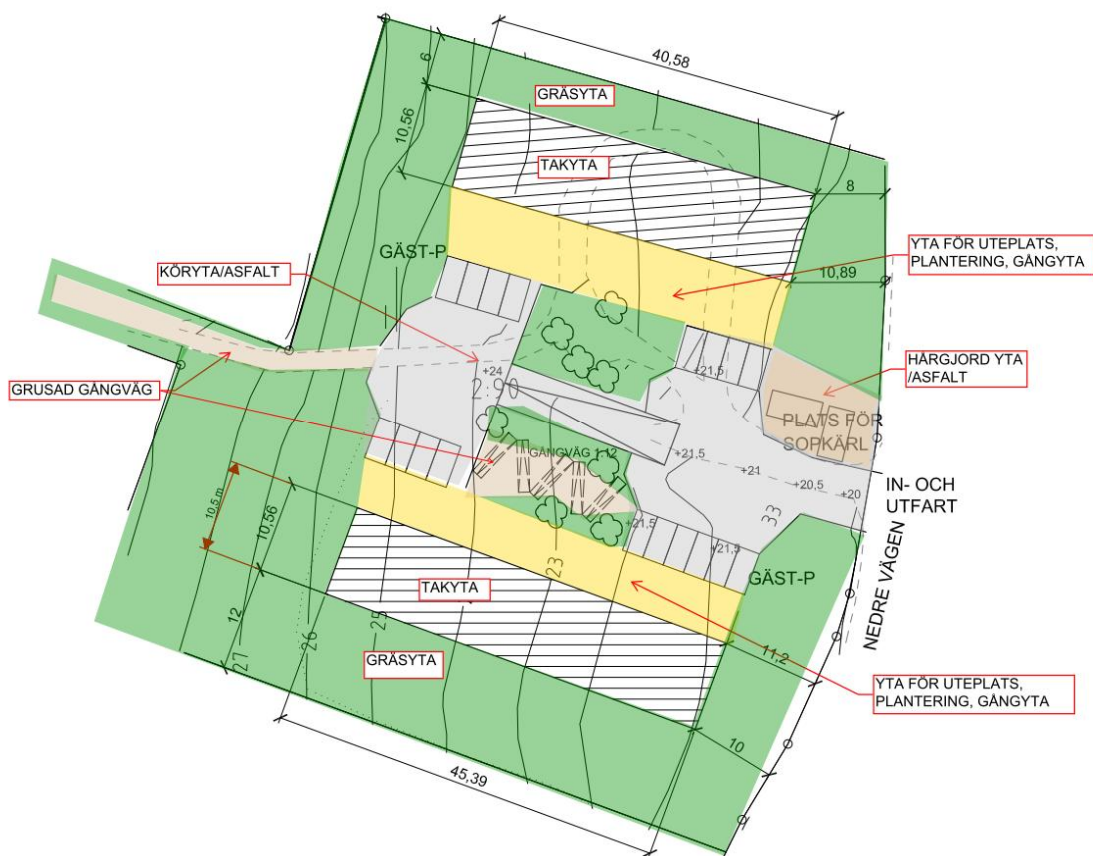 40,58
6
GRÄSYTA
10,56
TAKYTA
8
GÄST-P
YTA FÖR UTEPLATS,
PLANTERING, GÅNGYTA
KÖRYTA/ASFALT
10,89
HÅRGJORD YTA
/ASFALT
+24
+21,5
2:90
GRUSAD GÅNGVÄG
PLATS FÖR
SOPKÄRL
GÅNGVÄG 1:12
+21,5
+21
+20,5
+20
IN- OCH
UTFART
10,5 m
10,56
+21,5
33
+21,5
23
GÄST-P
NEDRE VÄGEN
TAKYTA
12
25
26
27
GRÄSYTA
11,2
YTA FÖR UTEPLATS,
PLANTERING, GÅNGYTA
10
45,39